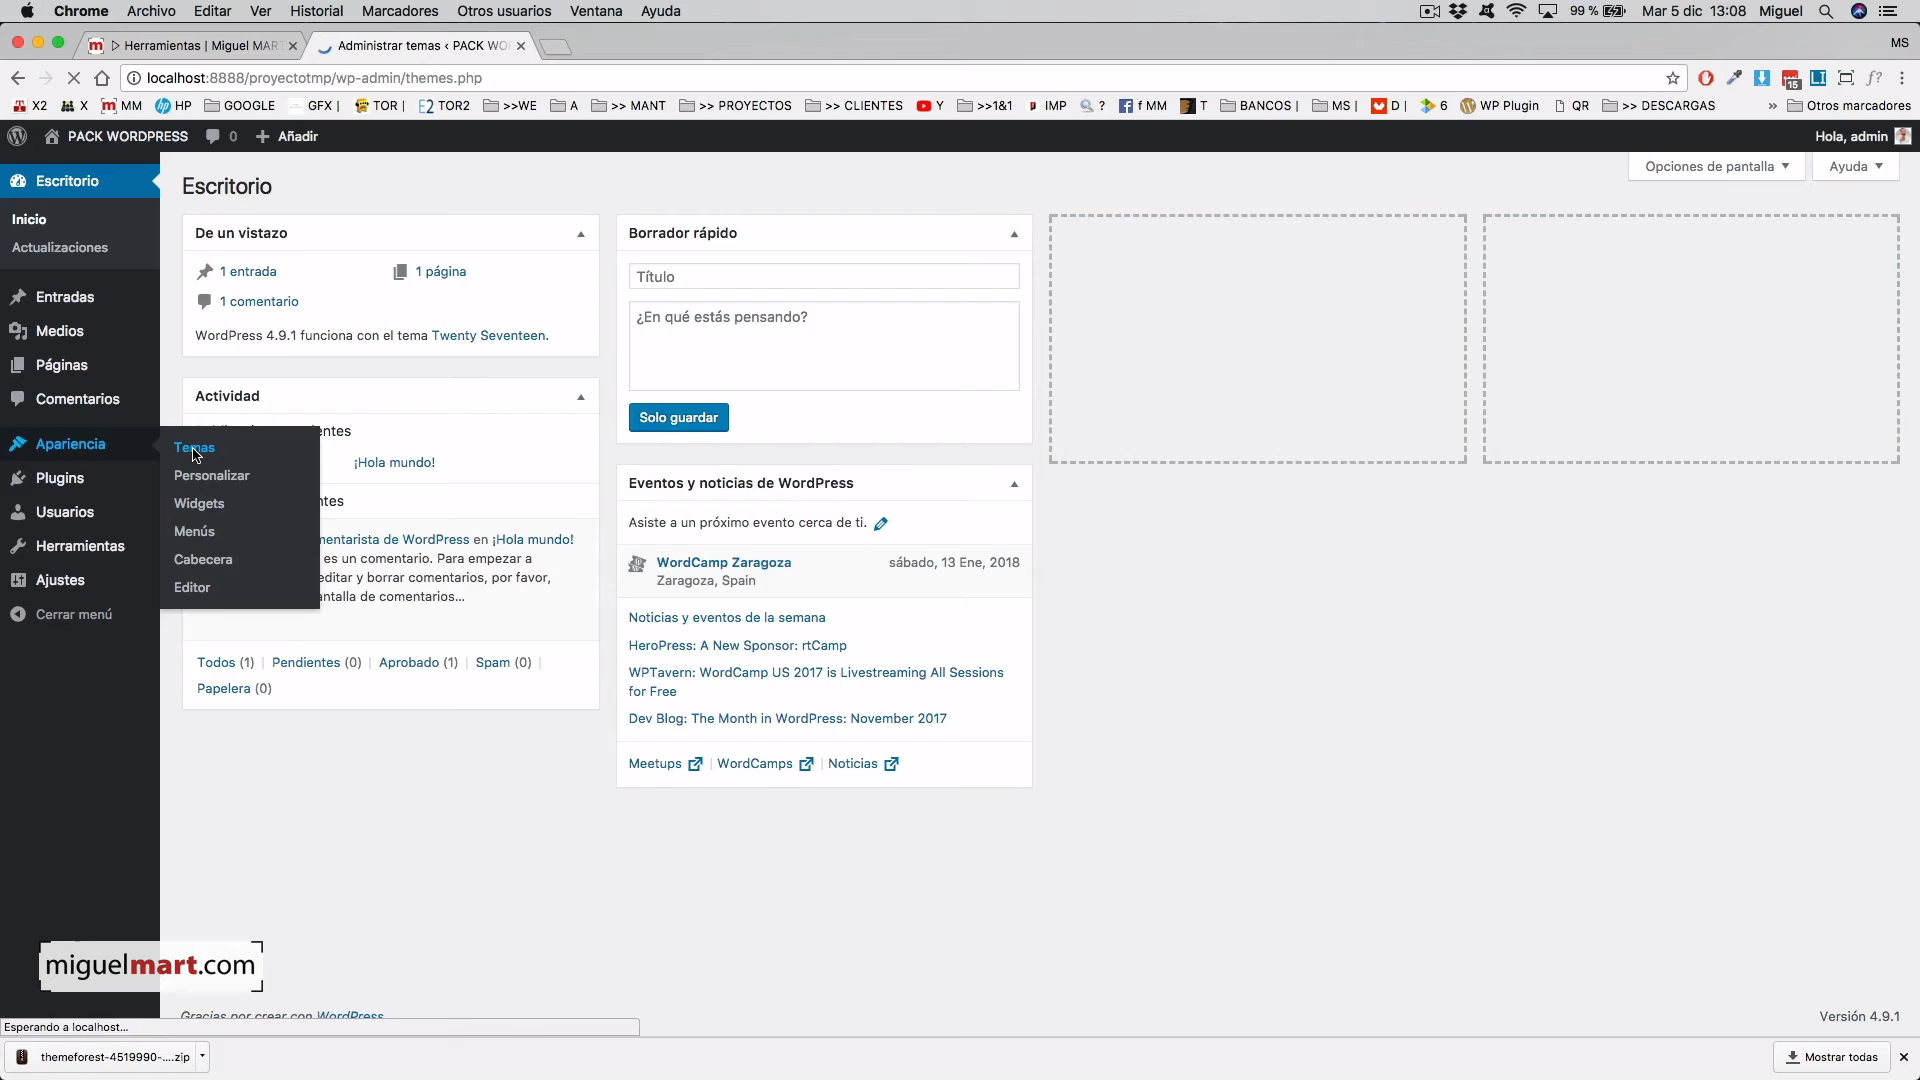 Chrome Archivo Editar Ver Historial Marcadores Otros usuarios Ventana Ayuda 99 % Mar 5 dic 13:08 Miguel
Herramientas | Miguel MAR Administrar temas ‹ PACK WO MS
localhost:8888/proyectotmp/wp-admin/themes.php 15 f?
X2 X MM HP GOOGLE GFX | TOR | TOR2 >>WE A >> MANT >> PROYECTOS >> CLIENTES Y >>1&1 IMP ? f MM T BANCOS | MS | D | 6 WP Plugin QR >> DESCARGAS » Otros marcadores
PACK WORDPRESS 0 + Añadir Hola, admin
Escritorio
Inicio
Actualizaciones
Entradas
Medios
Páginas
Comentarios
Apariencia
Plugins
Usuarios
Herramientas
Ajustes
Cerrar menú
Temas
Personalizar
Widgets
Menús
Cabecera
Editor
Opciones de pantalla
Ayuda
Escritorio
De un vistazo
1 entrada 1 página
1 comentario
WordPress 4.9.1 funciona con el tema Twenty Seventeen.
Actividad
entes
¡Hola mundo!
ntes
mentarista de WordPress en ¡Hola mundo!
es un comentario. Para empezar a
editar y borrar comentarios, por favor,
antalla de comentarios...
Todos (1) | Pendientes (0) | Aprobado (1) | Spam (0) |
Papelera (0)
Borrador rápido
Título
¿En qué estás pensando?
Solo guardar
Eventos y noticias de WordPress
Asiste a un próximo evento cerca de ti.
WordCamp Zaragoza sábado, 13 Ene, 2018
Zaragoza, Spain
Noticias y eventos de la semana
HeroPress: A New Sponsor: rtCamp
WPTavern: WordCamp US 2017 is Livestreaming All Sessions
for Free
Dev Blog: The Month in WordPress: November 2017
Meetups | WordCamps | Noticias
miguelmart.com
Gracias por crear con WordPress
Versión 4.9.1
Esperando a localhost...
themeforest-4519990-....zip
Mostrar todas